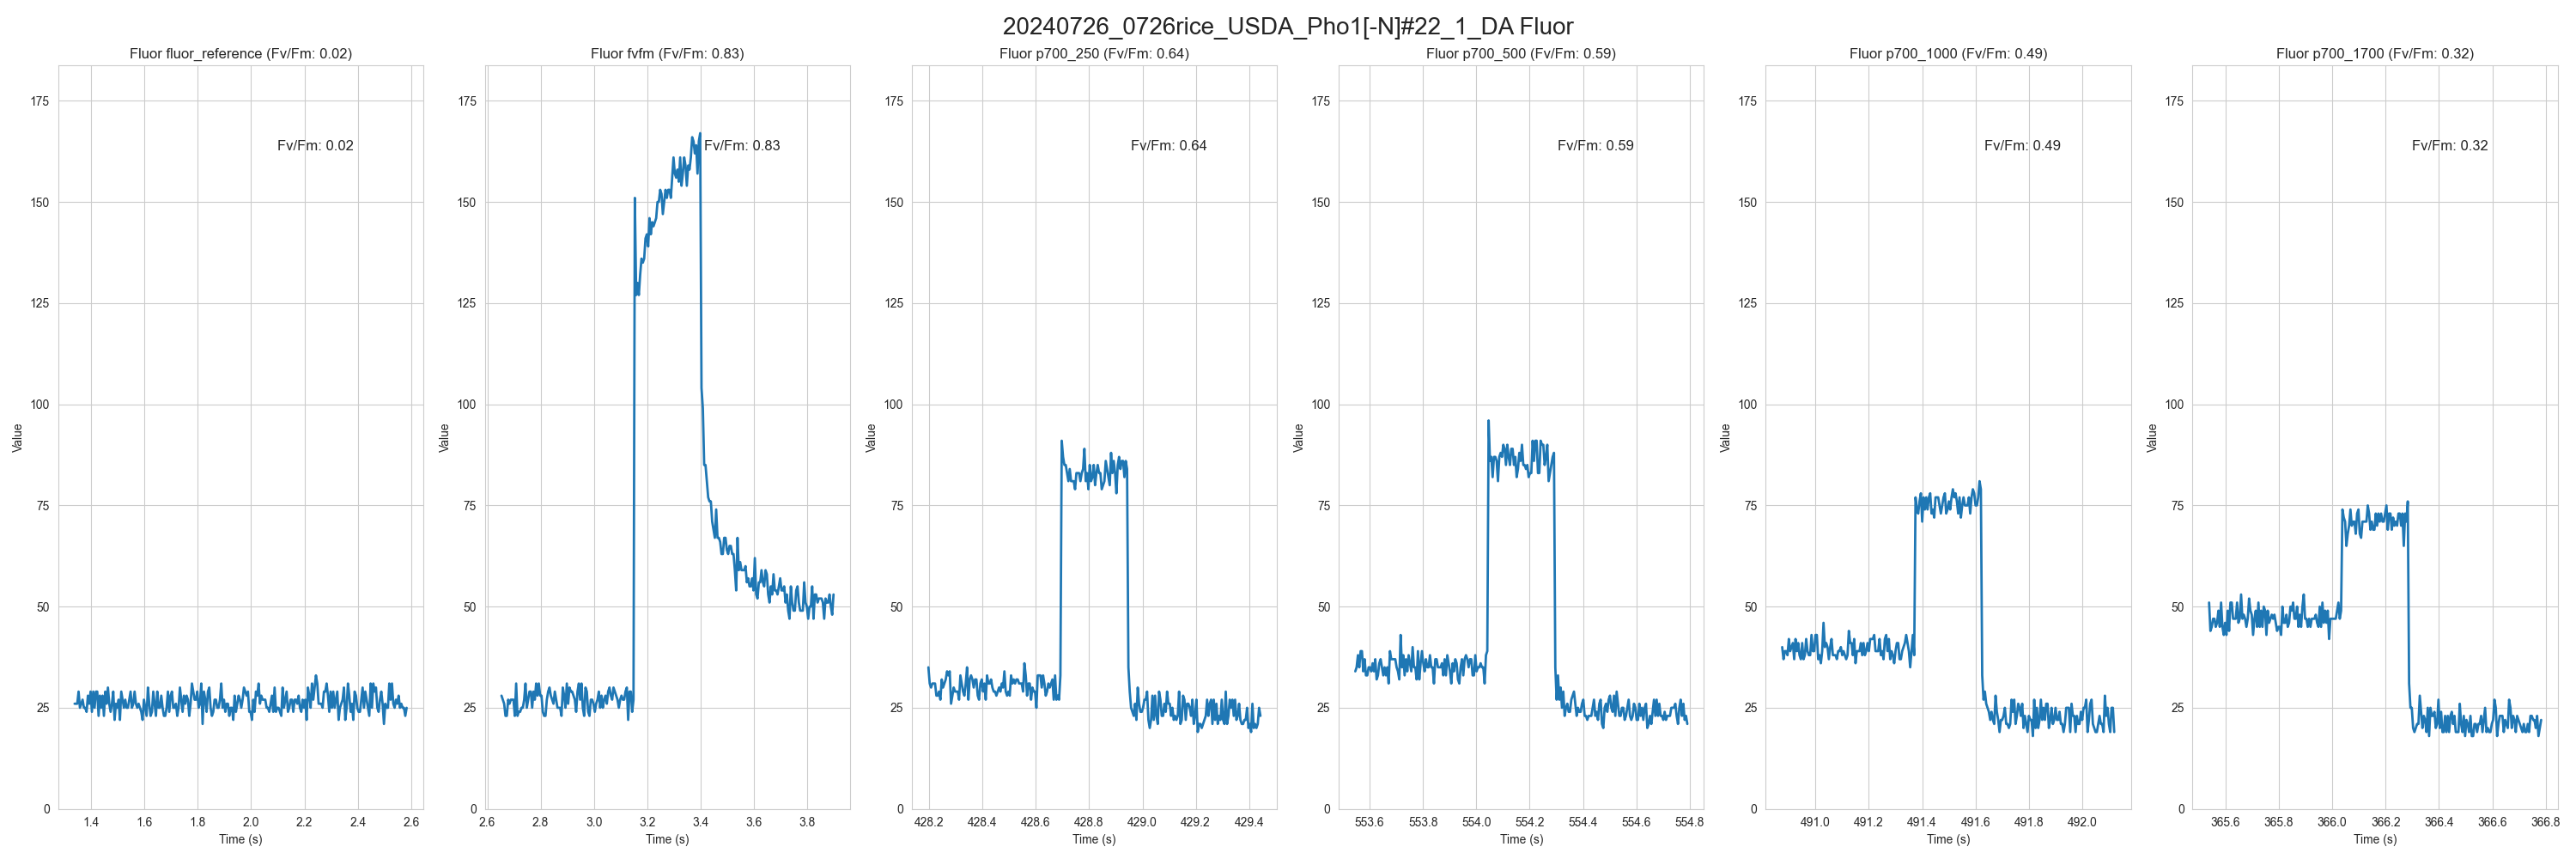 20240726_0726rice_USDA_Pho1[-N]#22_1_DA Fluor
Fluor fluor_reference (Fv/Fm: 0.02)
Fv/Fm: 0.02
175
150
125
100
75
50
25
0
Value
1.4 1.6 1.8 2.0 2.2 2.4 2.6
Time (s)
Fluor fvfm (Fv/Fm: 0.83)
Fv/Fm: 0.83
175
150
125
100
75
50
25
0
Value
2.6 2.8 3.0 3.2 3.4 3.6 3.8
Time (s)
Fluor p700_250 (Fv/Fm: 0.64)
Fv/Fm: 0.64
175
150
125
100
75
50
25
0
Value
428.2 428.4 428.6 428.8 429.0 429.2 429.4
Time (s)
Fluor p700_500 (Fv/Fm: 0.59)
Fv/Fm: 0.59
175
150
125
100
75
50
25
0
Value
553.6 553.8 554.0 554.2 554.4 554.6 554.8
Time (s)
Fluor p700_1000 (Fv/Fm: 0.49)
Fv/Fm: 0.49
175
150
125
100
75
50
25
0
Value
491.0 491.2 491.4 491.6 491.8 492.0
Time (s)
Fluor p700_1700 (Fv/Fm: 0.32)
Fv/Fm: 0.32
175
150
125
100
75
50
25
0
Value
365.6 365.8 366.0 366.2 366.4 366.6 366.8
Time (s)